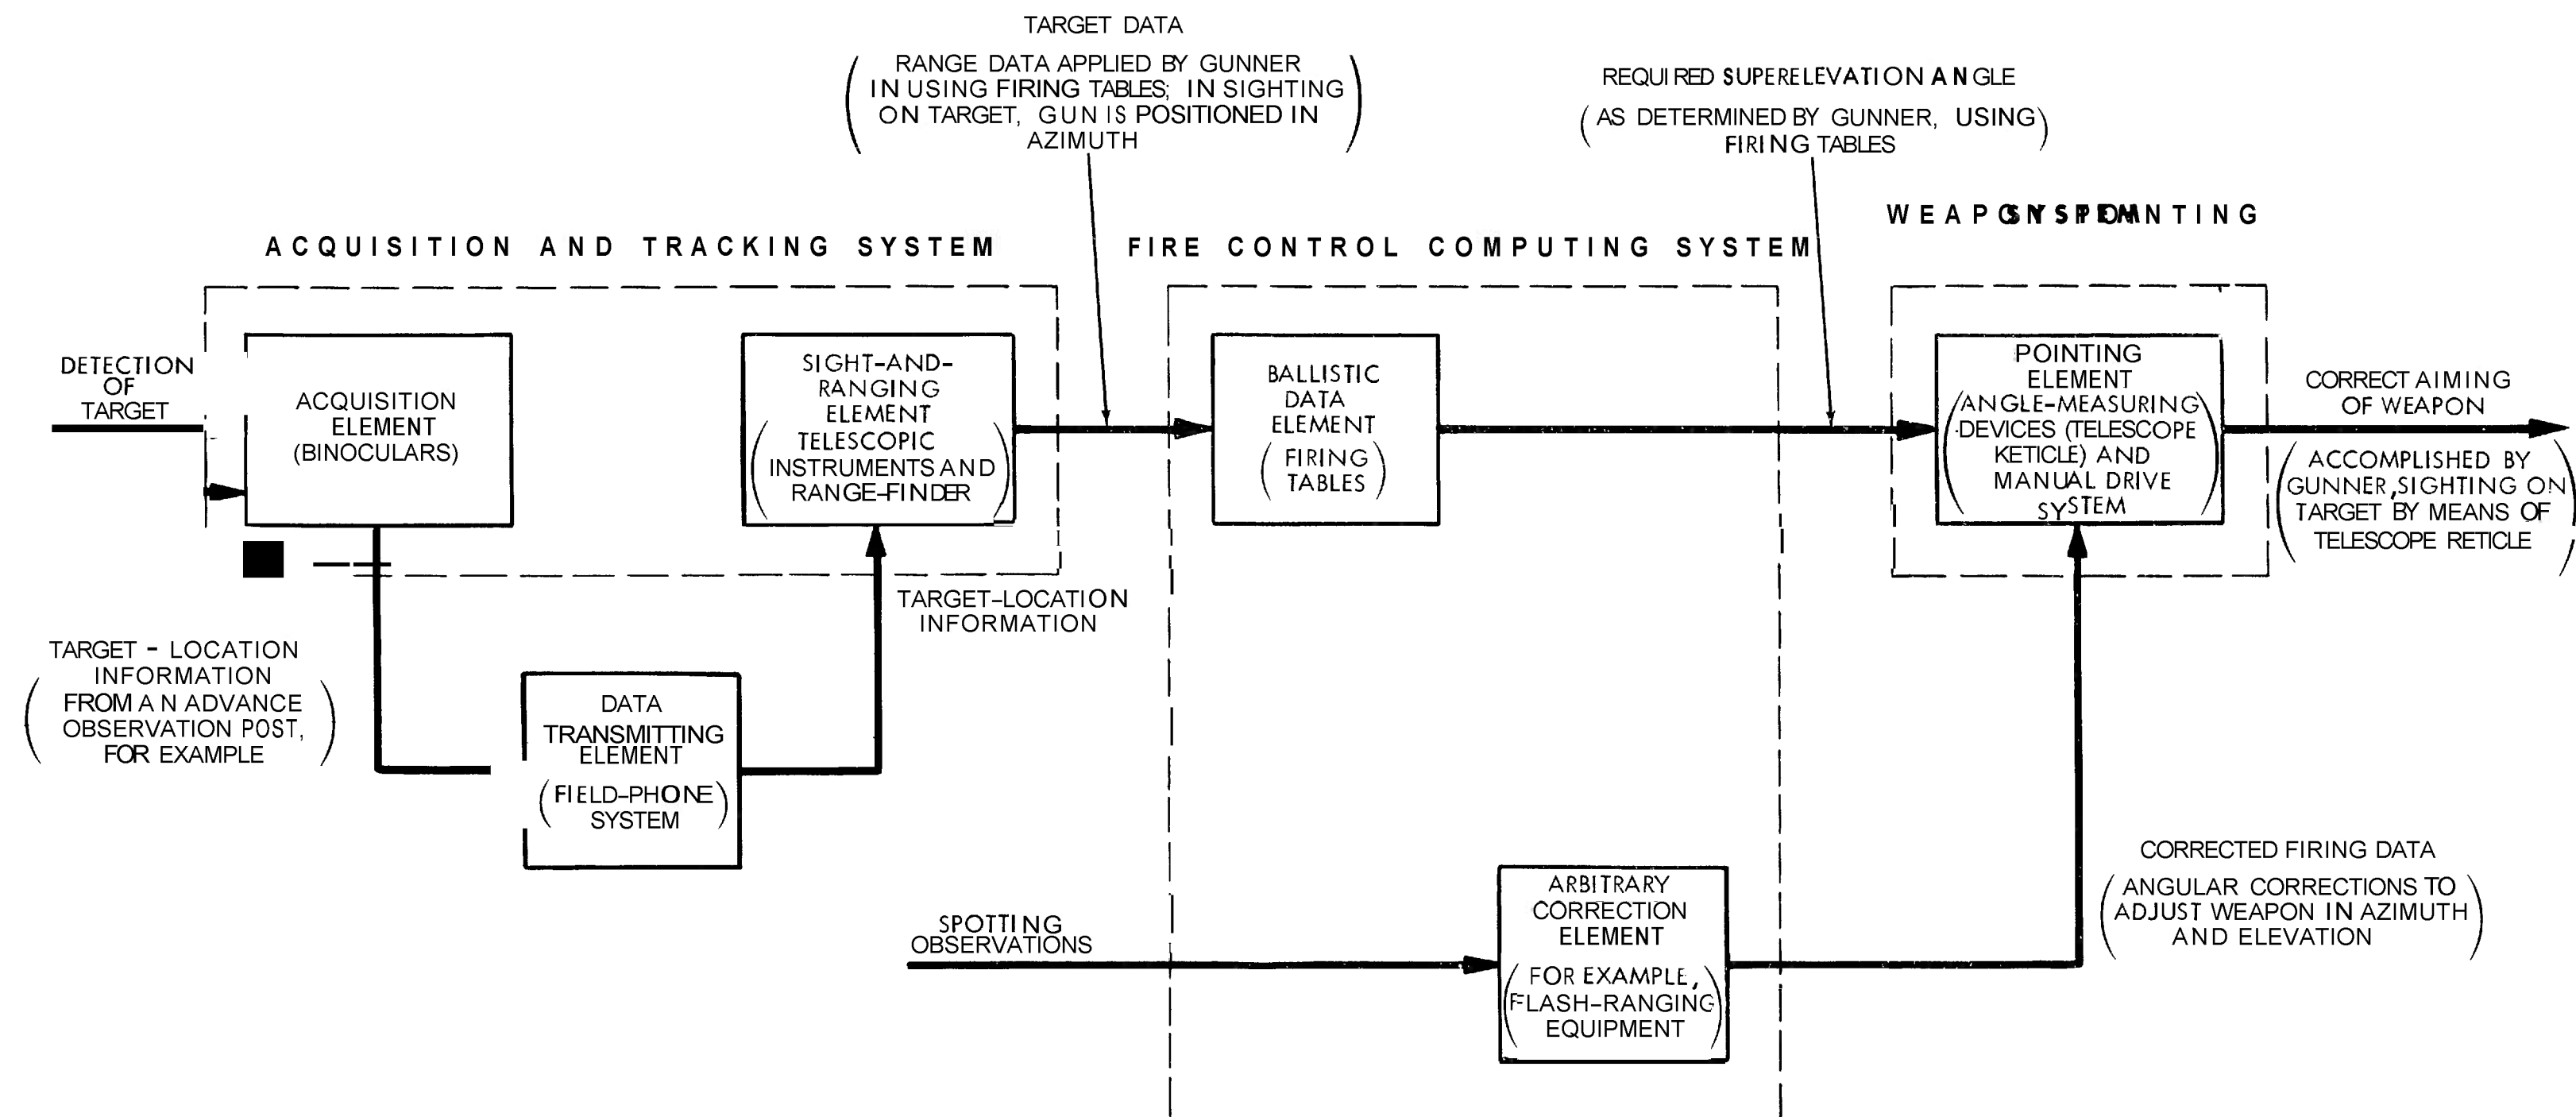 TARGET DATA
RANGE DATA APPLIED BY GUNNER
IN USING FIRING TABLES; IN SIGHTING
ON TARGET, GUN IS POSITIONED IN
AZIMUTH
REQUIRED SUPERELEVATION ANGLE
(AS DETERMINED BY GUNNER, USING)
FIRING TABLES
ACQUISITION AND TRACKING SYSTEM
FIRE CONTROL COMPUTING SYSTEM
WEAPON POINTING
SYSTEM
DETECTION
OF
TARGET
ACQUISITION
ELEMENT
(BINOCULARS)
SIGHT-AND-
RANGING
ELEMENT
TELESCOPIC
INSTRUMENTS AND
RANGE-FINDER
BALLISTIC
DATA
ELEMENT
(FIRING
TABLES)
POINTING
ELEMENT
(ANGLE-MEASURING
DEVICES (TELESCOPE
KETICLE) AND
MANUAL DRIVE
SYSTEM)
CORRECT AIMING
OF WEAPON
(ACCOMPLISHED BY
GUNNER, SIGHTING ON
TARGET BY MEANS OF
TELESCOPE RETICLE)
TARGET-LOCATION
INFORMATION
TARGET - LOCATION
INFORMATION
(FROM AN ADVANCE
OBSERVATION POST,
FOR EXAMPLE)
DATA
TRANSMITTING
ELEMENT
(FIELD-PHONE
SYSTEM)
SPOTTING
OBSERVATIONS
ARBITRARY
CORRECTION
ELEMENT
(FOR EXAMPLE,
FLASH-RANGING
EQUIPMENT)
CORRECTED FIRING DATA
(ANGULAR CORRECTIONS TO
ADJUST WEAPON IN AZIMUTH
AND ELEVATION)